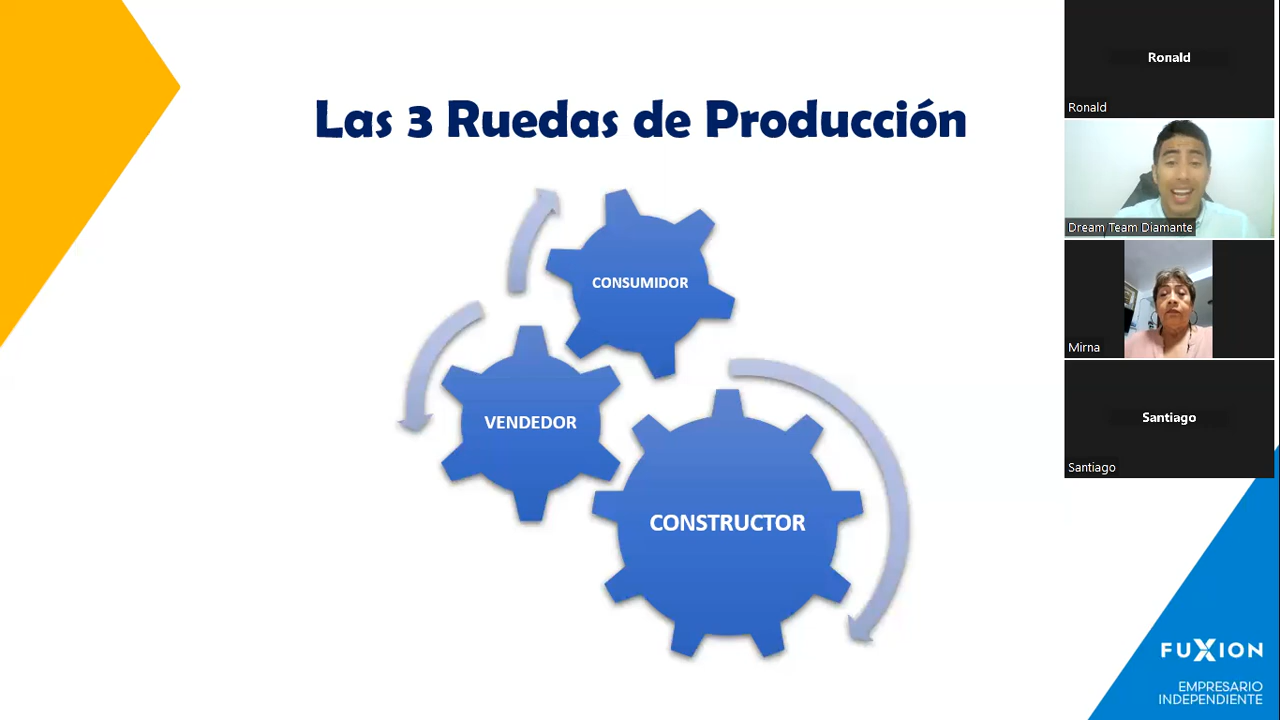 Las 3 Ruedas de Producción
CONSUMIDOR
VENDEDOR
CONSTRUCTOR
Ronald
Ronald
Dream Team Diamante
Mirna
Santiago
Santiago
FUXION
EMPRESARIO
INDEPENDIENTE